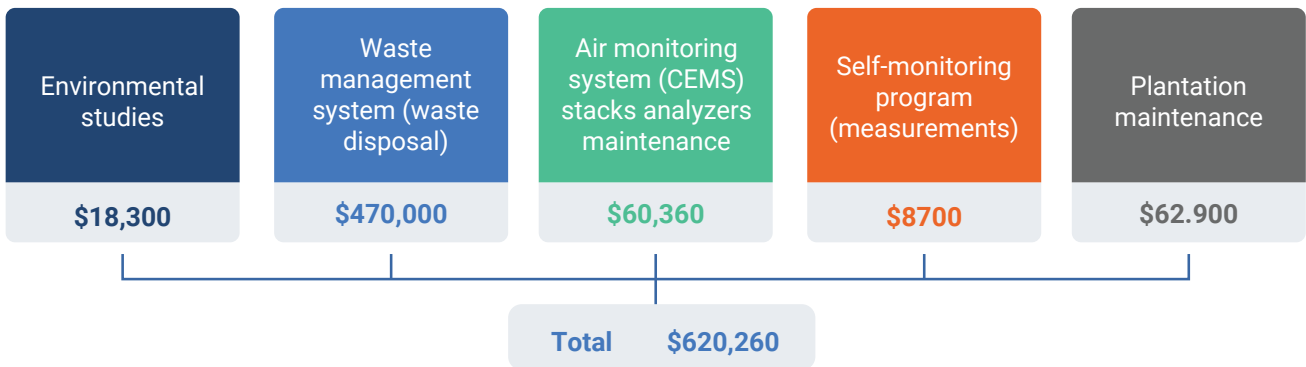 Environmental
studies
$18,300
Waste
management
system (waste
disposal)
$470,000
Air monitoring
system (CEMS)
stacks analyzers
maintenance
$60,360
Self-monitoring
program
(measurements)
$8700
Plantation
maintenance
$62.900
Total $620,260